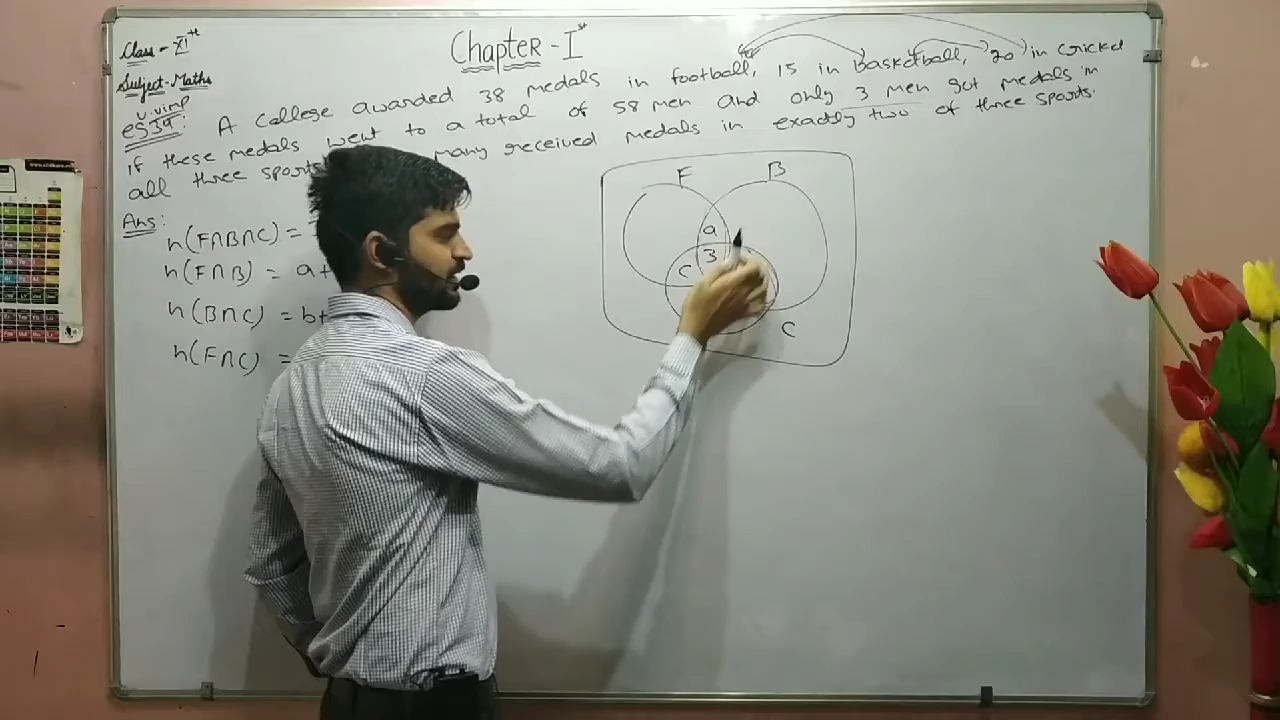 Class - XIth
Chapter - Ist
Subject - Maths
v.v.imp
eg 34: A college awarded 38 medals in football, 15 in Basketball, 20 in cricket
If these medals went to a total of 58 men and only 3 men got medals in
all three sports many received medals in exactly two of three sports.
Ans:
n(F∩B∩C) =
n(F∩B) = a+
n(B∩C) = b+
n(F∩C) =
F B
a
3
C
C